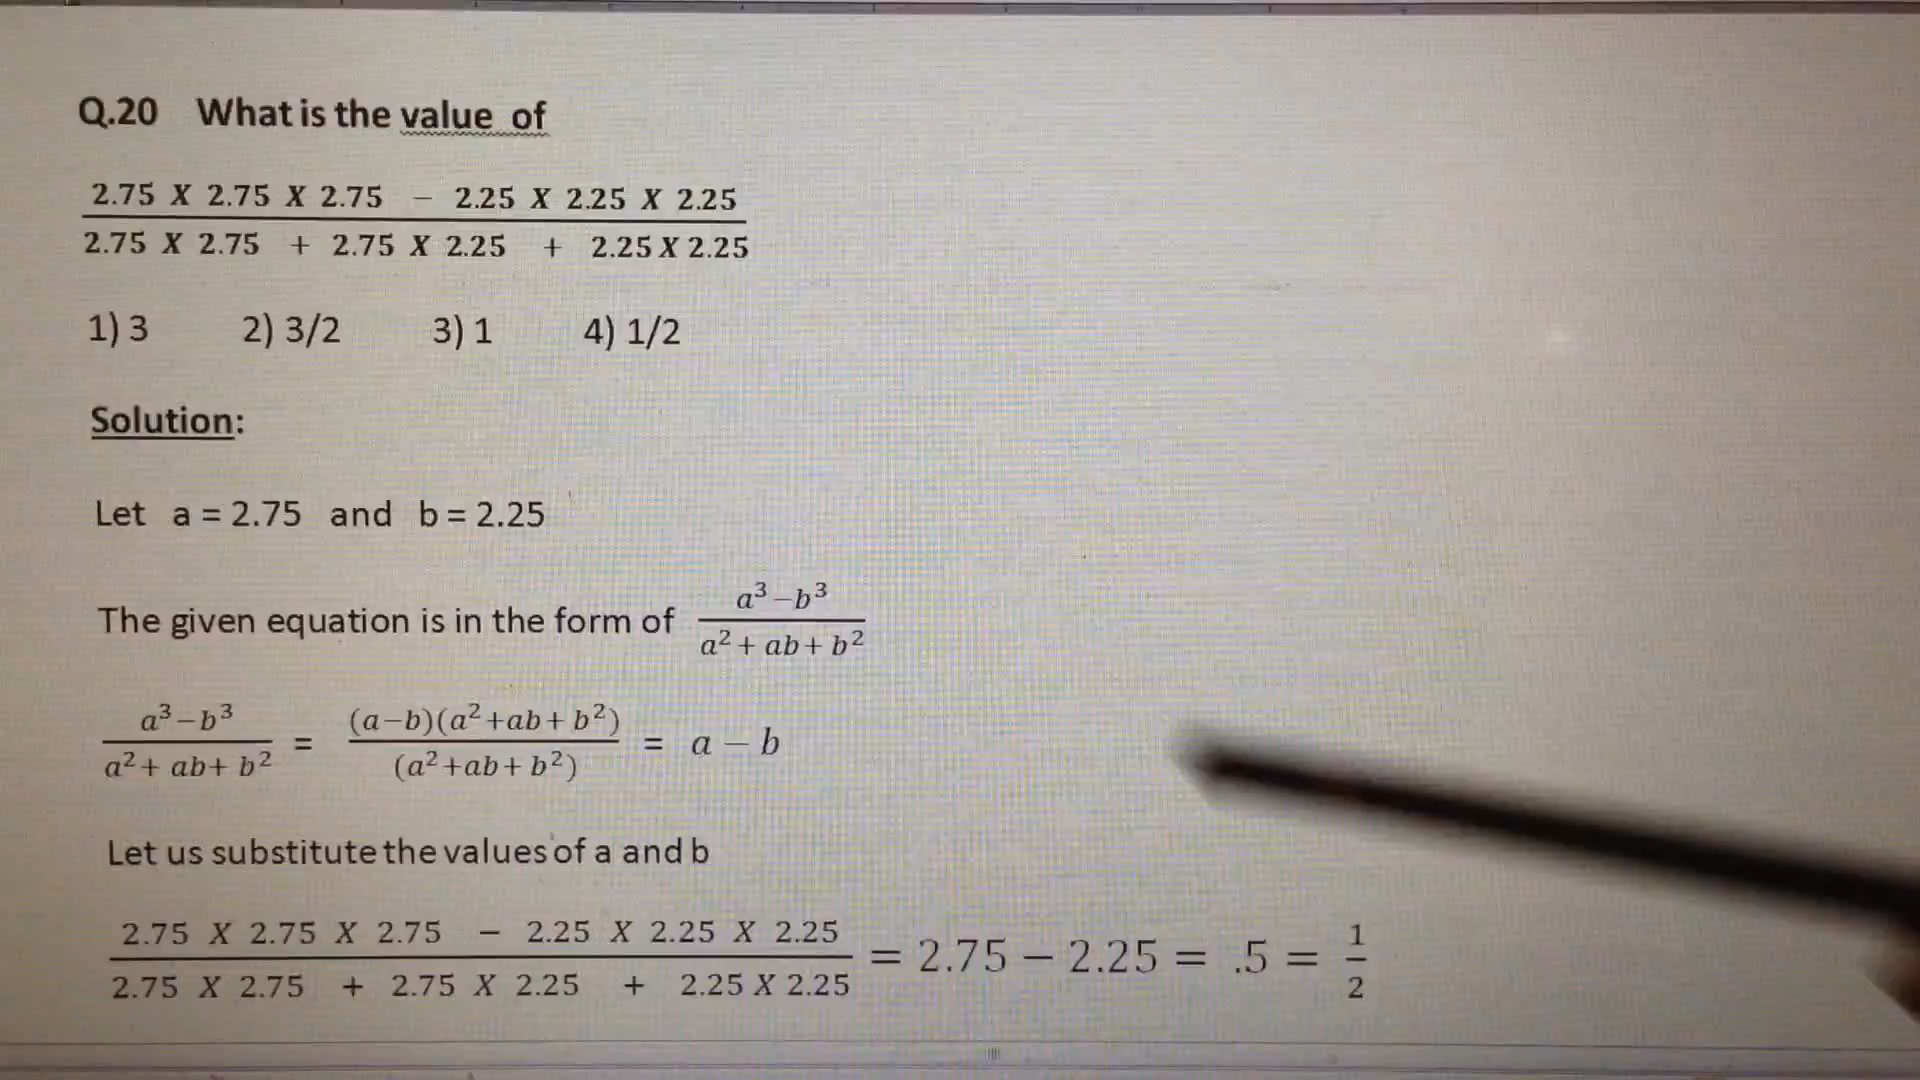 Q.20 What is the value of
2.75 X 2.75 X 2.75 – 2.25 X 2.25 X 2.25
2.75 X 2.75 + 2.75 X 2.25 + 2.25 X 2.25
1) 3 2) 3/2 3) 1 4) 1/2
Solution:
Let a = 2.75 and b = 2.25
The given equation is in the form of a³ – b³ / a² + ab + b²
a³ – b³ / a² + ab + b² = (a–b)(a² + ab + b²) / (a² + ab + b²) = a – b
Let us substitute the values of a and b
2.75 X 2.75 X 2.75 – 2.25 X 2.25 X 2.25 / 2.75 X 2.75 + 2.75 X 2.25 + 2.25 X 2.25 = 2.75 – 2.25 = .5 = 1/2